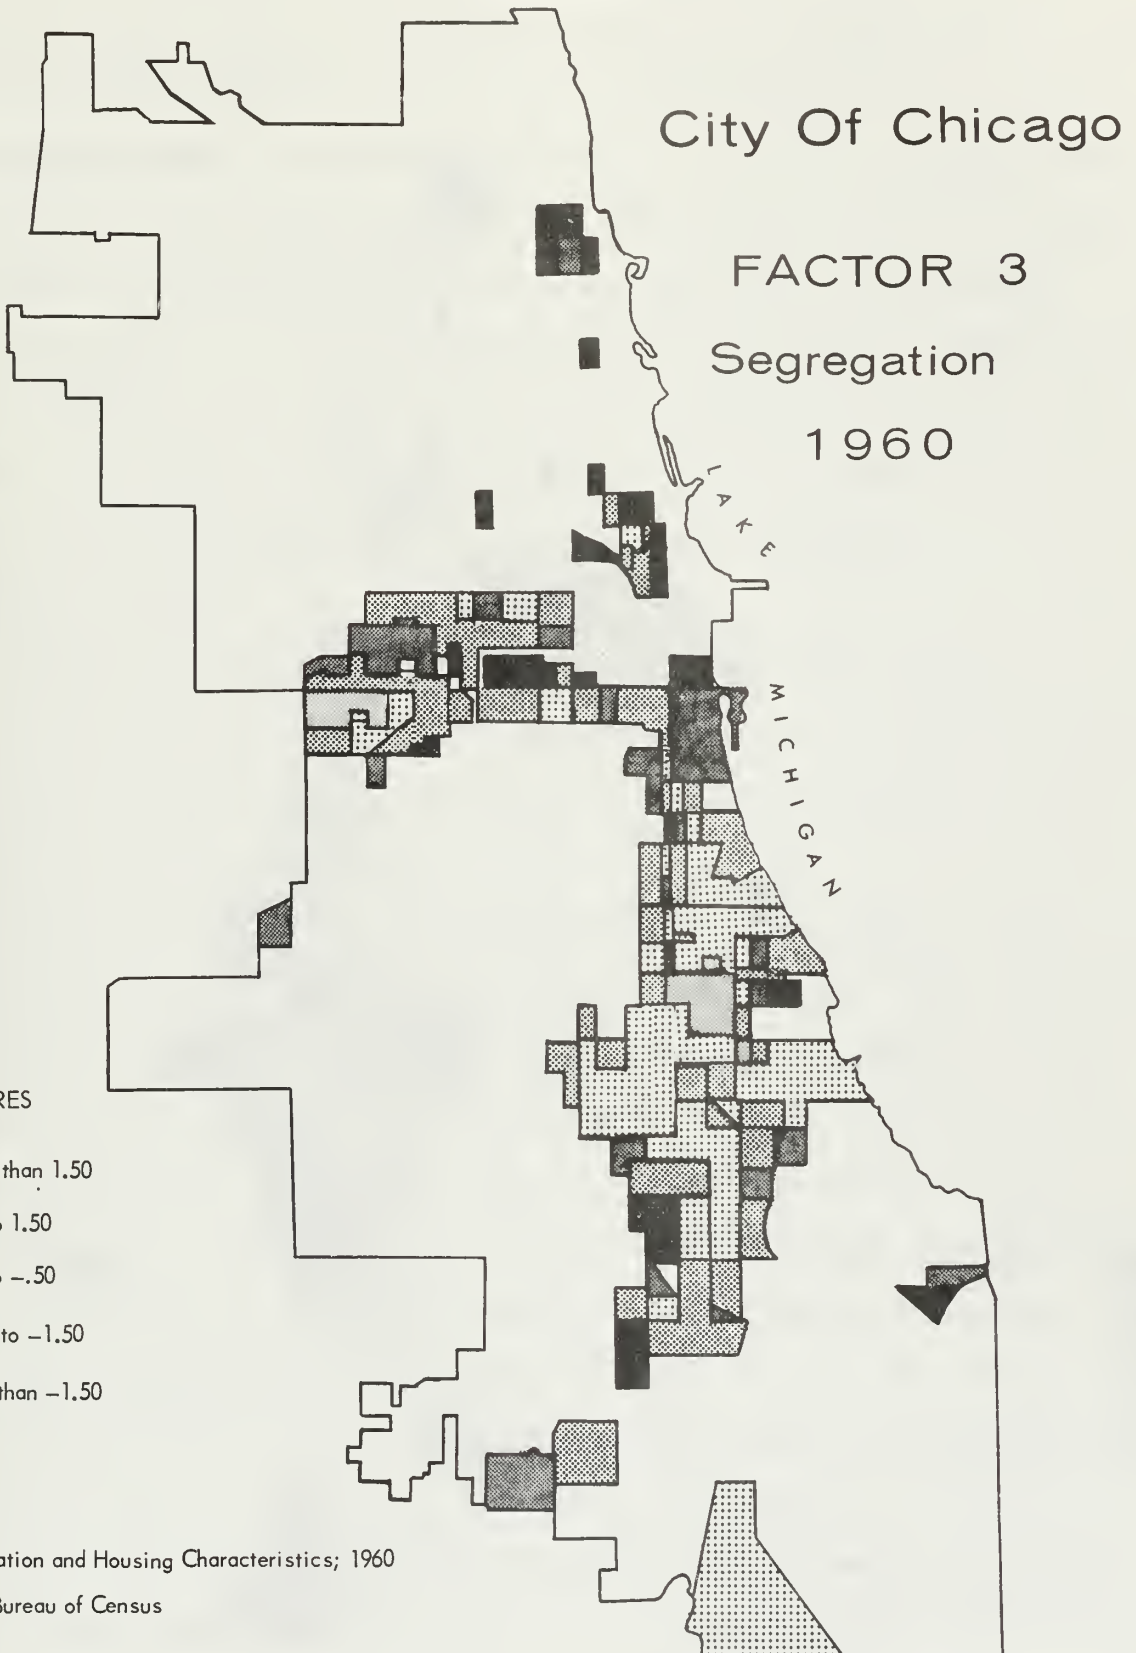 City Of Chicago
FACTOR 3
Segregation
1960
LAKE
MICHIGAN
RES
than 1.50
1.50
-.50
to -1.50
than -1.50
ation and Housing Characteristics; 1960
Bureau of Census